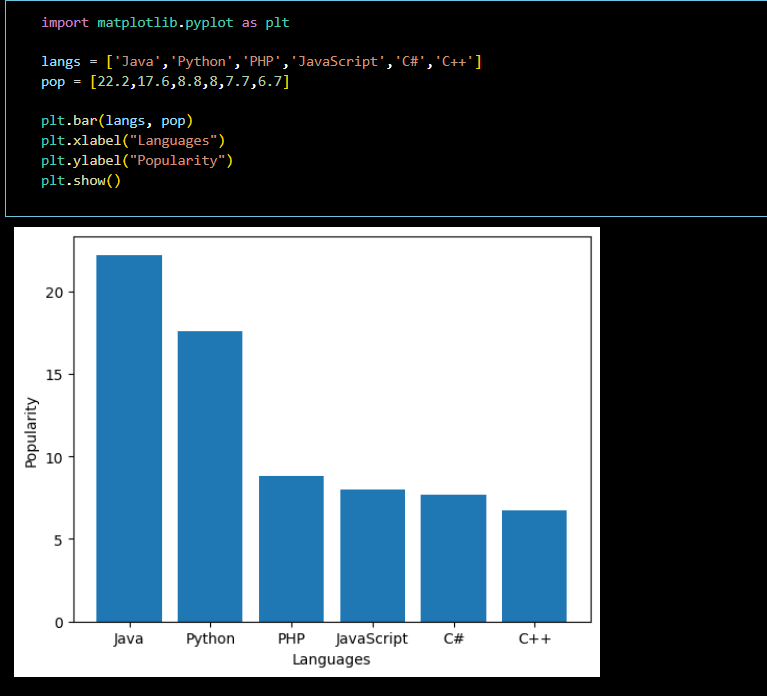 import matplotlib.pyplot as plt
langs = ['Java','Python','PHP','JavaScript','C#','C++']
pop = [22.2,17.6,8.8,8,7.7,6.7]
plt.bar(langs, pop)
plt.xlabel("Languages")
plt.ylabel("Popularity")
plt.show()
20
15
10
5
0
Popularity
Java Python PHP JavaScript C# C++
Languages